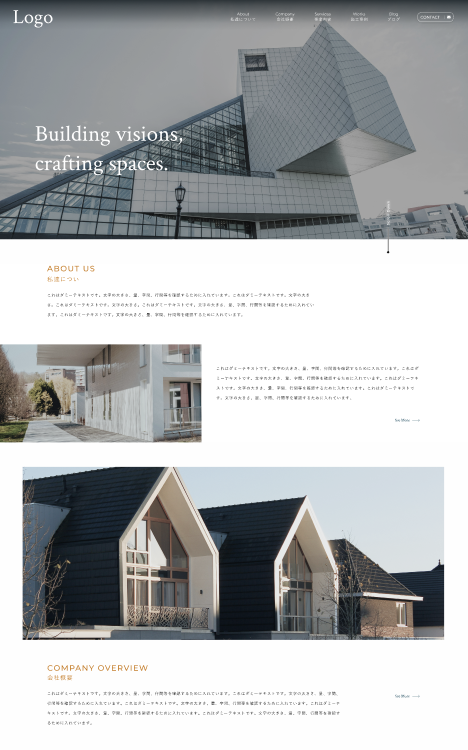 Logo
About
私達について
Company
会社概要
Services
事業内容
Works
施工事例
Blog
ブログ
CONTACT
Building visions,
crafting spaces.
ABOUT US
私達につい
これはダミーテキストです。文字の大きさ、量、字間、行間等を確認するために入れています。これはダミーテキストです。文字の大き
さ。これはダミーテキストです。文字の大きさ。これはダミーテキストです。文字の大きさ、量、字間、行間等を確認するために入れてい
ます。これはダミーテキストです。文字の大きさ、量、字間、行間等を確認するために入れています。
これはダミーテキストです。文字の大きさ、量、字間、行間等を確認するために入れています。これはダ
ミーテキストです。文字の大きさ、量、字間、行間等を確認するために入れています。これはダミーテキ
ストです。文字の大きさ、量、字間、行間等を確認するために入れています。これはダミーテキストで
す。文字の大きさ、量、字間、行間等を確認するために入れています。
See More
COMPANY OVERVIEW
会社概要
これはダミーテキストです。文字の大きさ、量、字間、行間等を確認するために入れています。これはダミーテキストです。文字の大きさ、量、字間、
行間等を確認するために入れています。これはダミーテキストです。文字の大きさ、量、字間、行間等を確認するために入れています。これはダミーテ
キストです。文字の大きさ、量、字間、行間等を確認するために入れています。これはダミーテキストです。文字の大きさ、量、字間、行間等を確認す
るために入れています。
See More